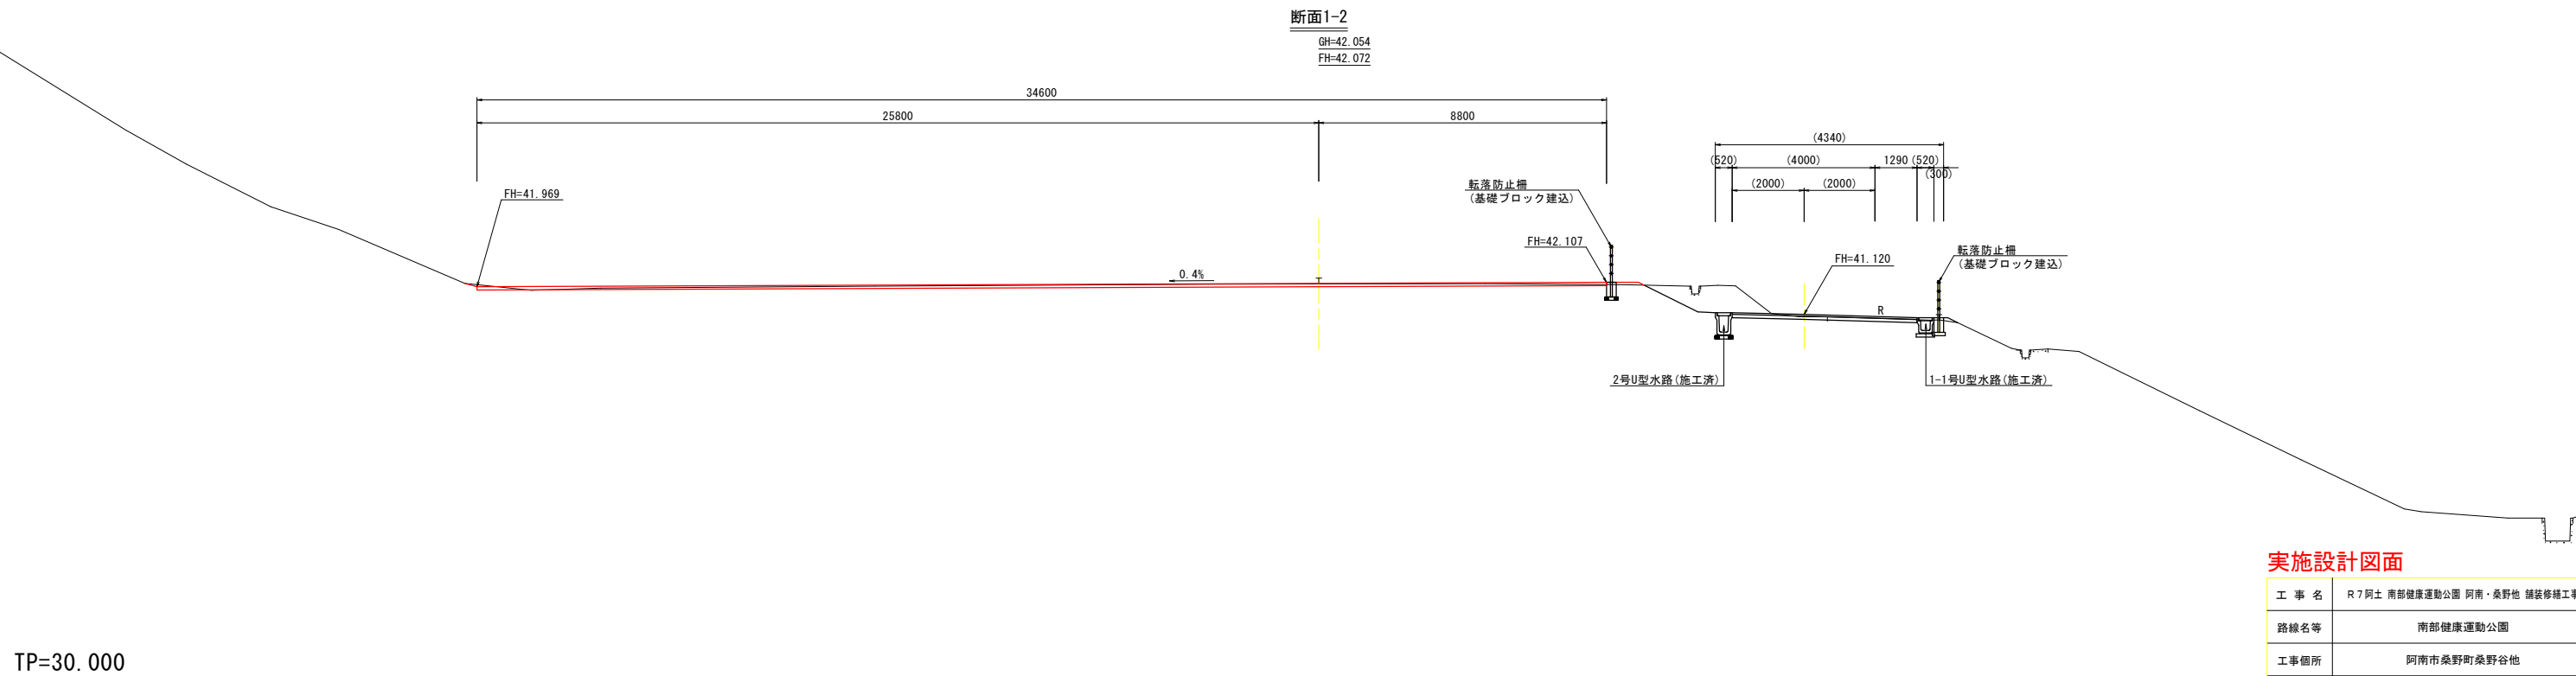 断面1-2
GH=42.054
FH=42.072
34600
25800
8800
(4340)
(520)
(4000)
1290
(520)
(300)
(2000)
(2000)
FH=41.969
転落防止柵
(基礎ブロック建込)
FH=42.107
0.4%
FH=41.120
転落防止柵
(基礎ブロック建込)
R
2号U型水路(施工済)
1-1号U型水路(施工済)
実施設計図面
工 事 名
R7阿土 南部健康運動公園 阿南・桑野他 舗装修繕工事
路線名等
南部健康運動公園
工事個所
阿南市桑野町桑野谷他
TP=30.000